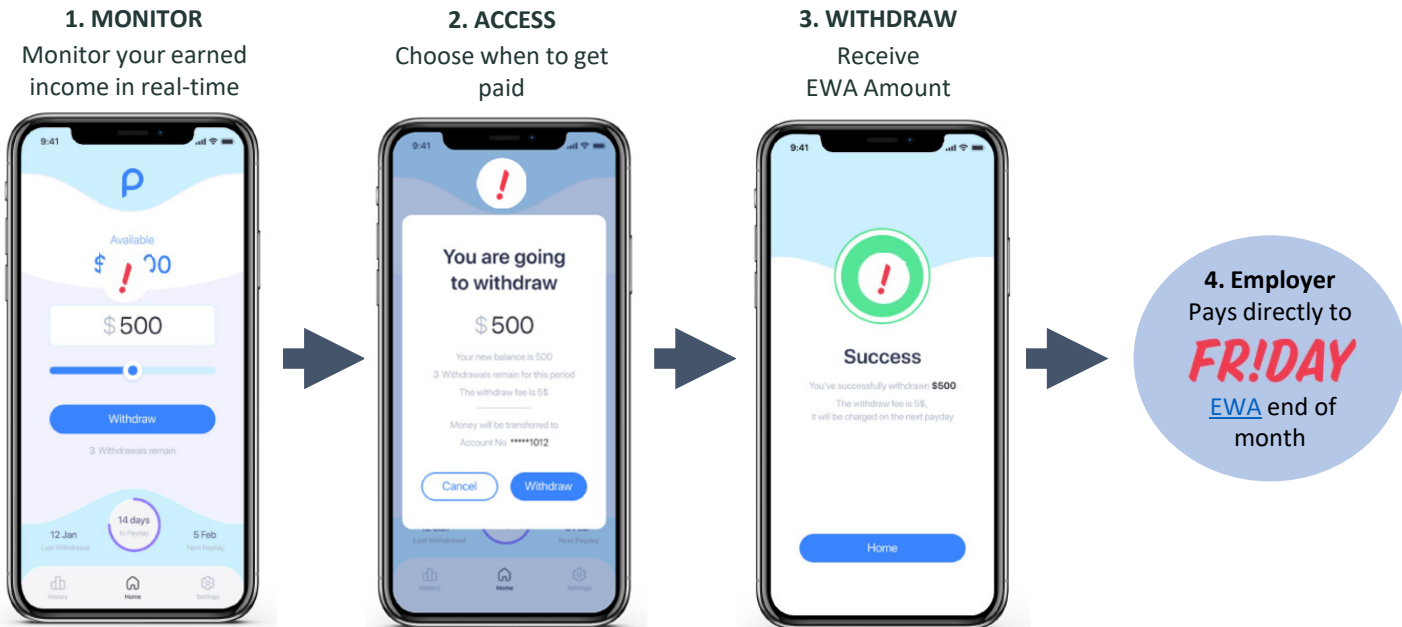 1. MONITOR
Monitor your earned
income in real-time
9:41
Available
$ 00
$500
Withdraw
3 Withdrawals remain
12 Jan
Last Withdrawal
14 days
to Payday
5 Feb
Next Payday
History
Home
Settings
2. ACCESS
Choose when to get
paid
9:41
!
You are going
to withdraw
$500
Your new balance is 500
3 Withdrawals remain for this period
The withdraw fee is 5$
Money will be transferred to
Account No *****1012
Cancel
Withdraw
Last Withdrawal
Next Payday
History
Home
Settings
3. WITHDRAW
Receive
EWA Amount
9:41
!
Success
You've successfully withdrawn $500
The withdraw fee is 5$,
it will be charged on the next payday
Home
4. Employer
Pays directly to
FR!DAY
EWA end of
month